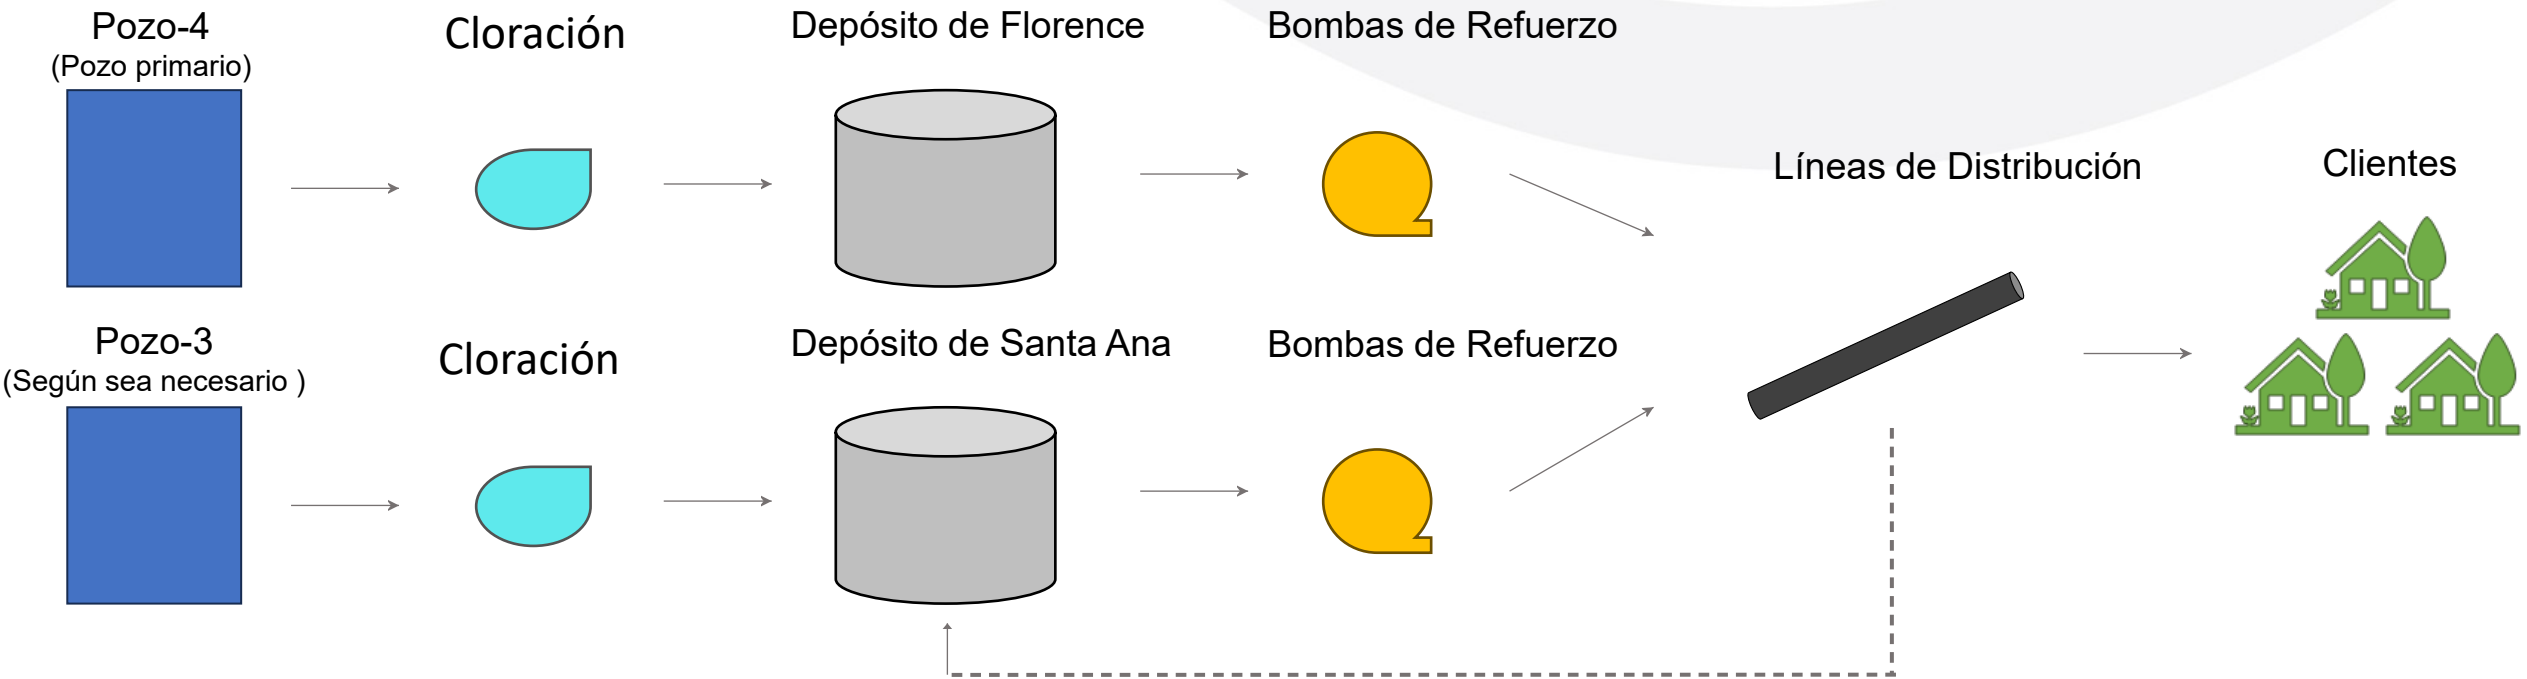 Pozo-4
(Pozo primario)
Cloración
Depósito de Florence
Bombas de Refuerzo
Líneas de Distribución
Clientes
Pozo-3
(Según sea necesario )
Cloración
Depósito de Santa Ana
Bombas de Refuerzo